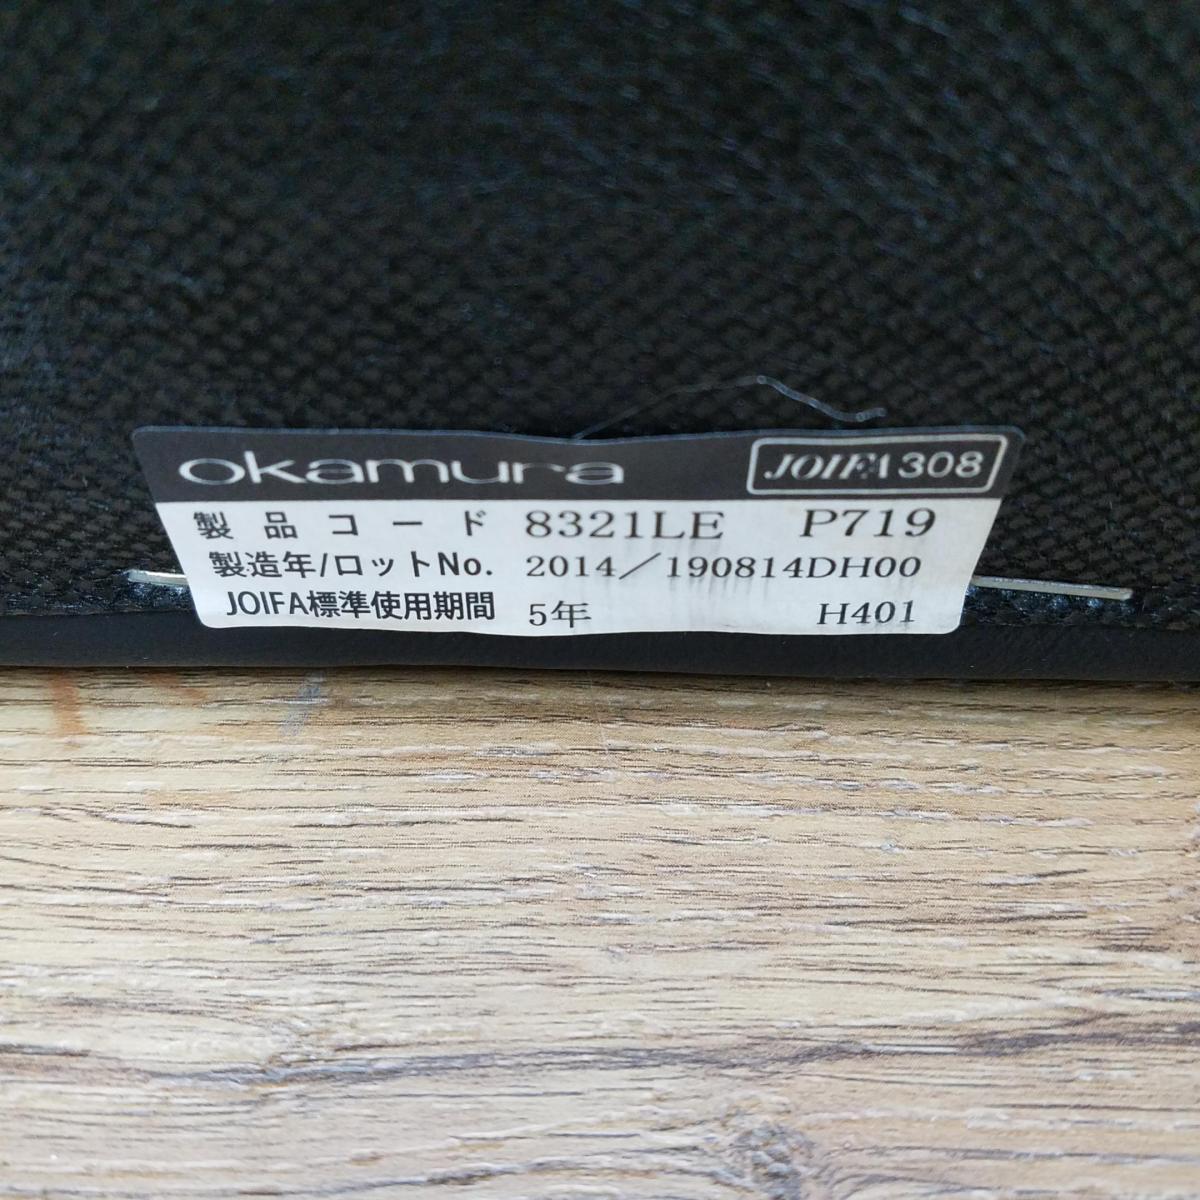 okamura JOIFA308
製品コード 8321LE P719
製造年/ロットNo. 2014/190814DH00
JOIFA標準使用期間 5年 H401